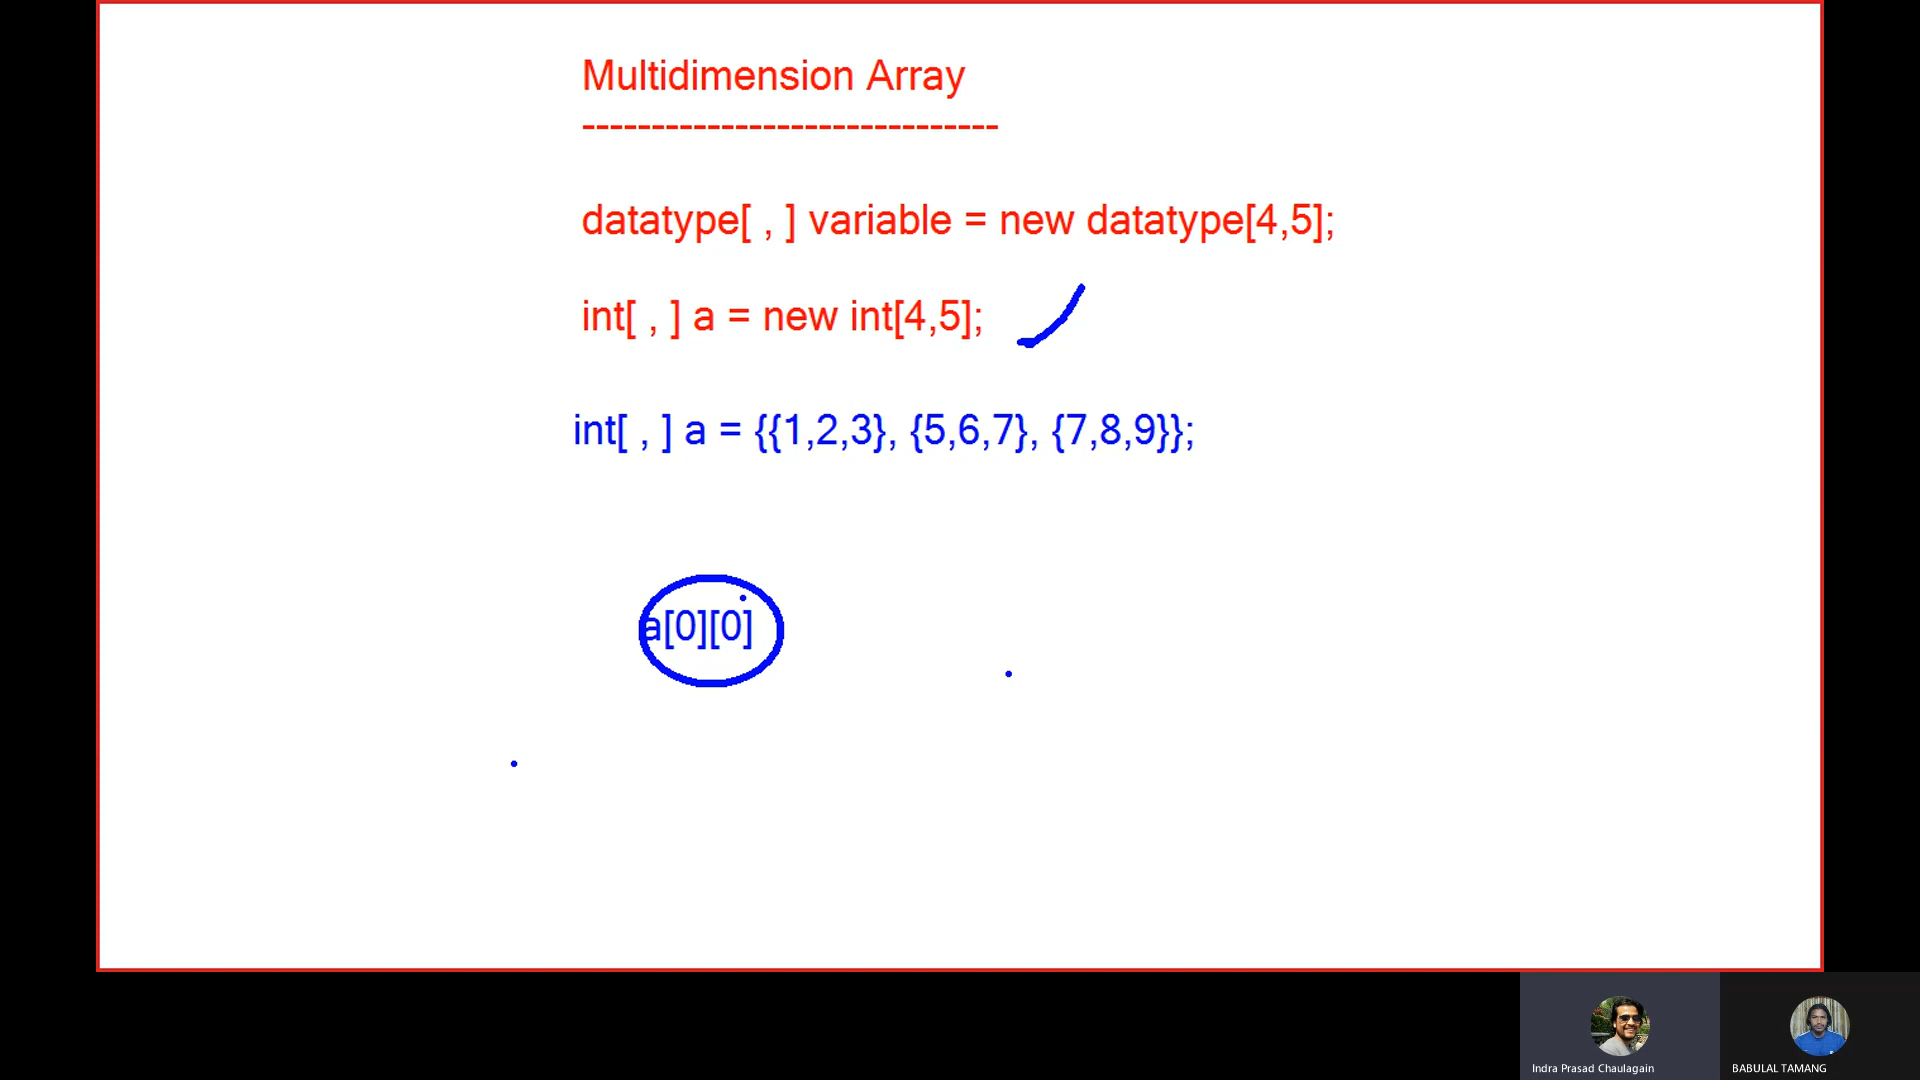 Multidimension Array
------------------------------
datatype[ , ] variable = new datatype[4,5];
int[ , ] a = new int[4,5];
int[ , ] a = {{1,2,3}, {5,6,7}, {7,8,9}};
a[0][0]
Indra Prasad Chaulagain
BABULAL TAMANG